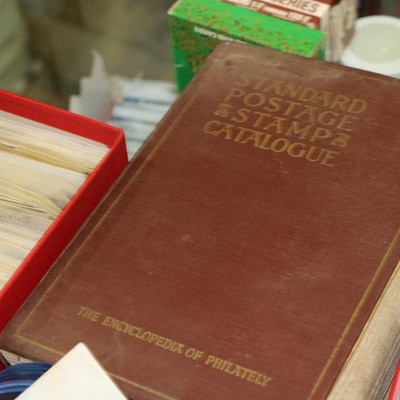 STANDARD
POSTAGE
STAMP
CATALOGUE
THE ENCYCLOPEDIA OF PHILATELY